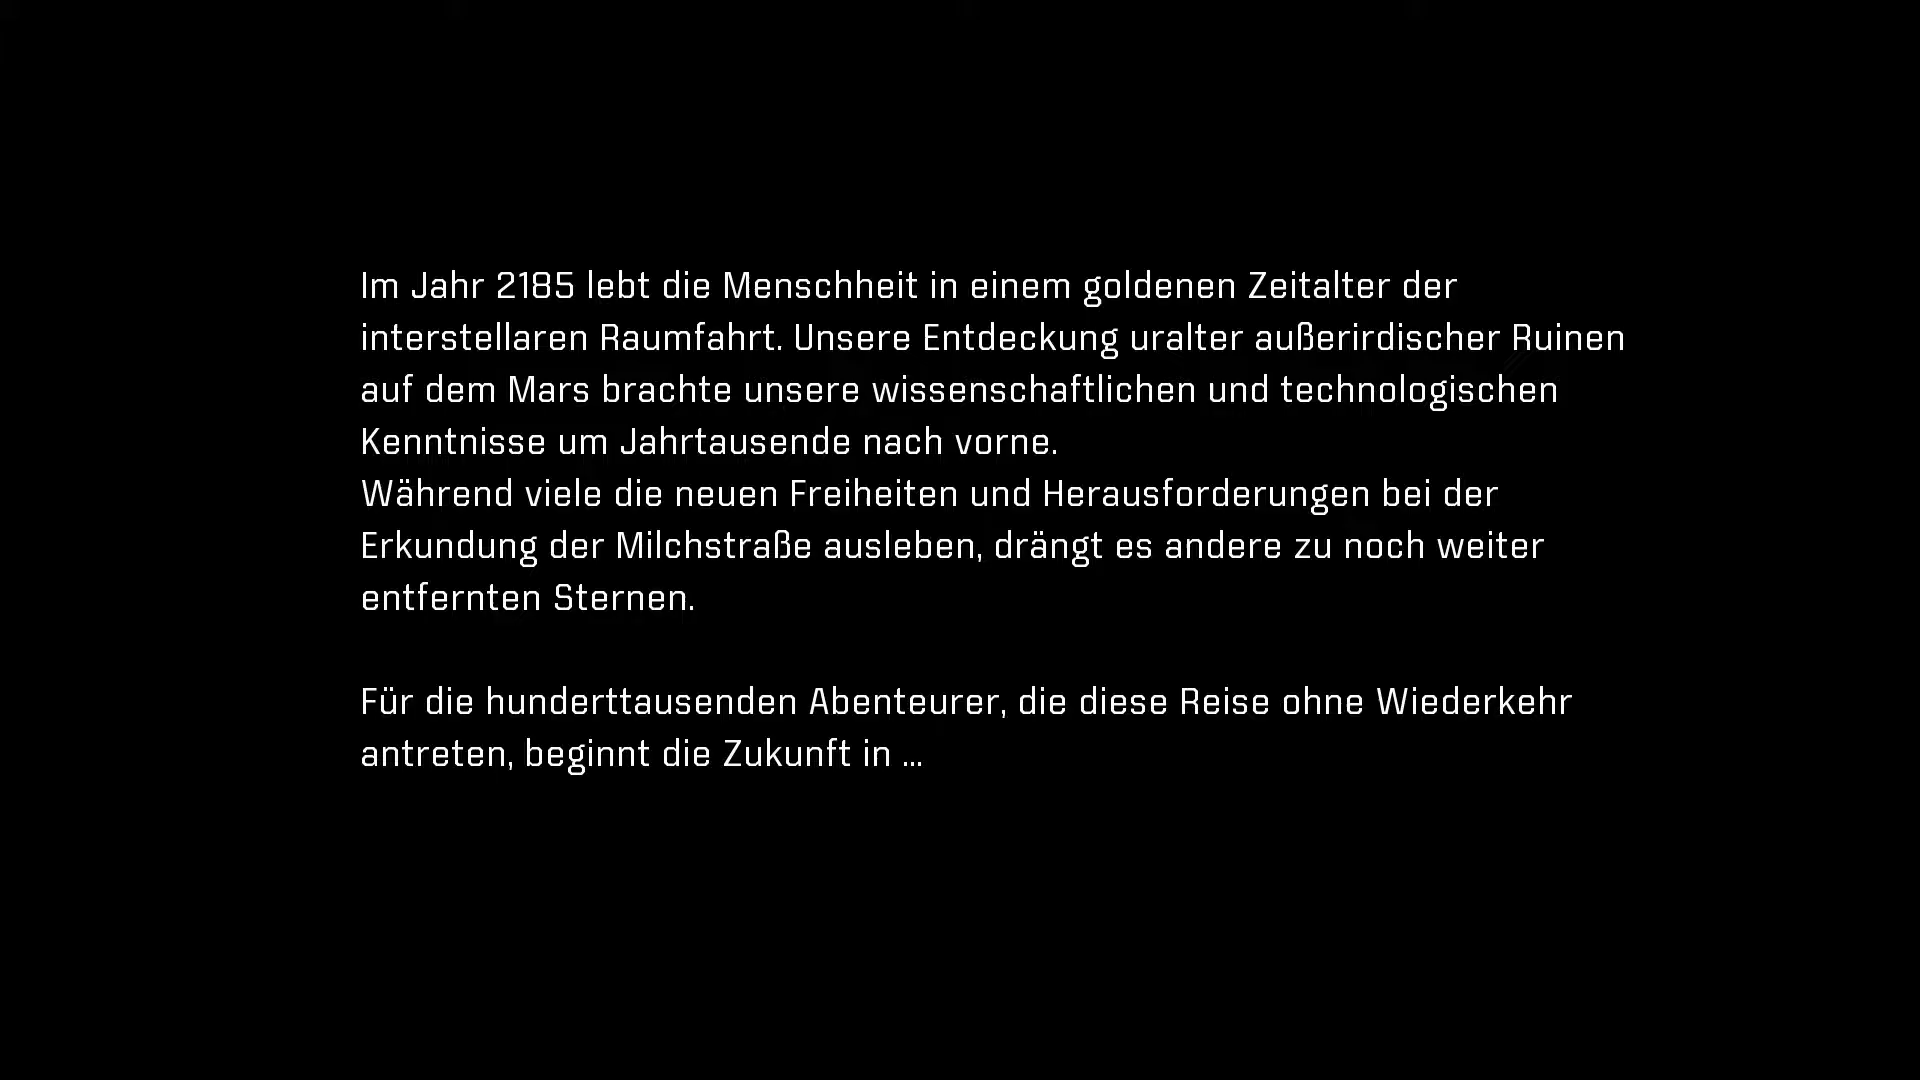 Im Jahr 2185 lebt die Menschheit in einem goldenen Zeitalter der
interstellaren Raumfahrt. Unsere Entdeckung uralter außerirdischer Ruinen
auf dem Mars brachte unsere wissenschaftlichen und technologischen
Kenntnisse um Jahrtausende nach vorne.
Während viele die neuen Freiheiten und Herausforderungen bei der
Erkundung der Milchstraße ausleben, drängt es andere zu noch weiter
entfernten Sternen.
Für die hunderttausenden Abenteurer, die diese Reise ohne Wiederkehr
antreten, beginnt die Zukunft in ...